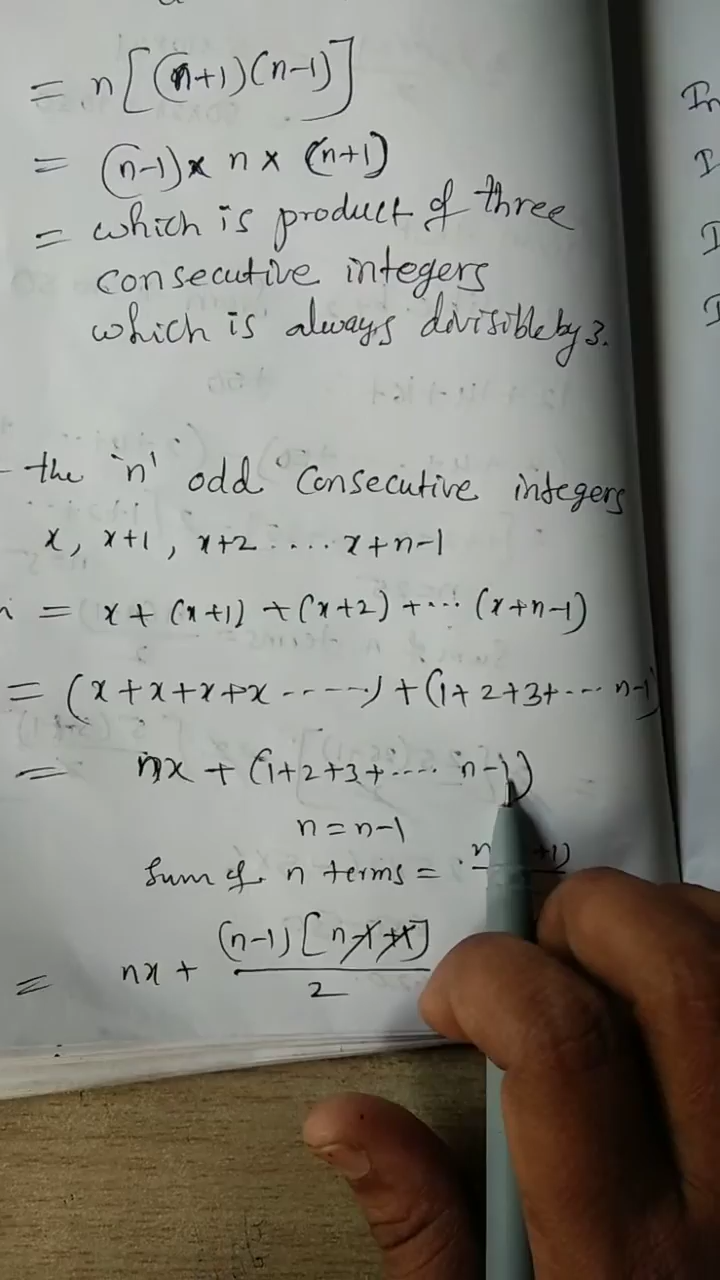 = n[(n+1)(n-1)]
= (n-1) x n x (n+1)
= which is product of three
consecutive integers
which is always divisible by 3.
the 'n' odd consecutive integers
x, x+1, x+2 .... x+n-1
= x + (x+1) + (x+2) + ... (x+n-1)
= (x+x+x+x -----) + (1+2+3+ --- n-1)
= nx + (1+2+3+ .... n-1)
n = n-1
Sum of n terms =
= nx + (n-1)[n-1+1] / 2